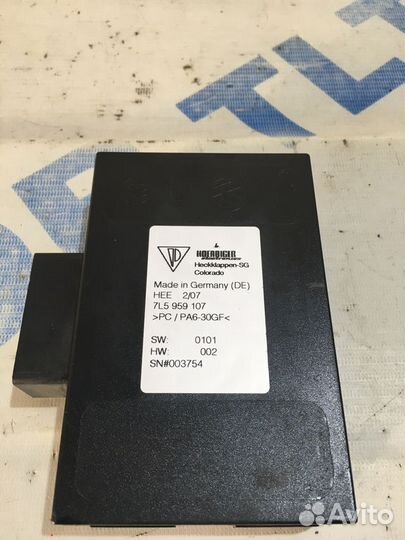 HOERBIGER
Heckklappen-SG
Colorado
Made in Germany (DE)
HEE 2/07
7L5 959 107
>PC / PA6-30GF<
SW: 0101
HW: 002
SN#003754
Avito